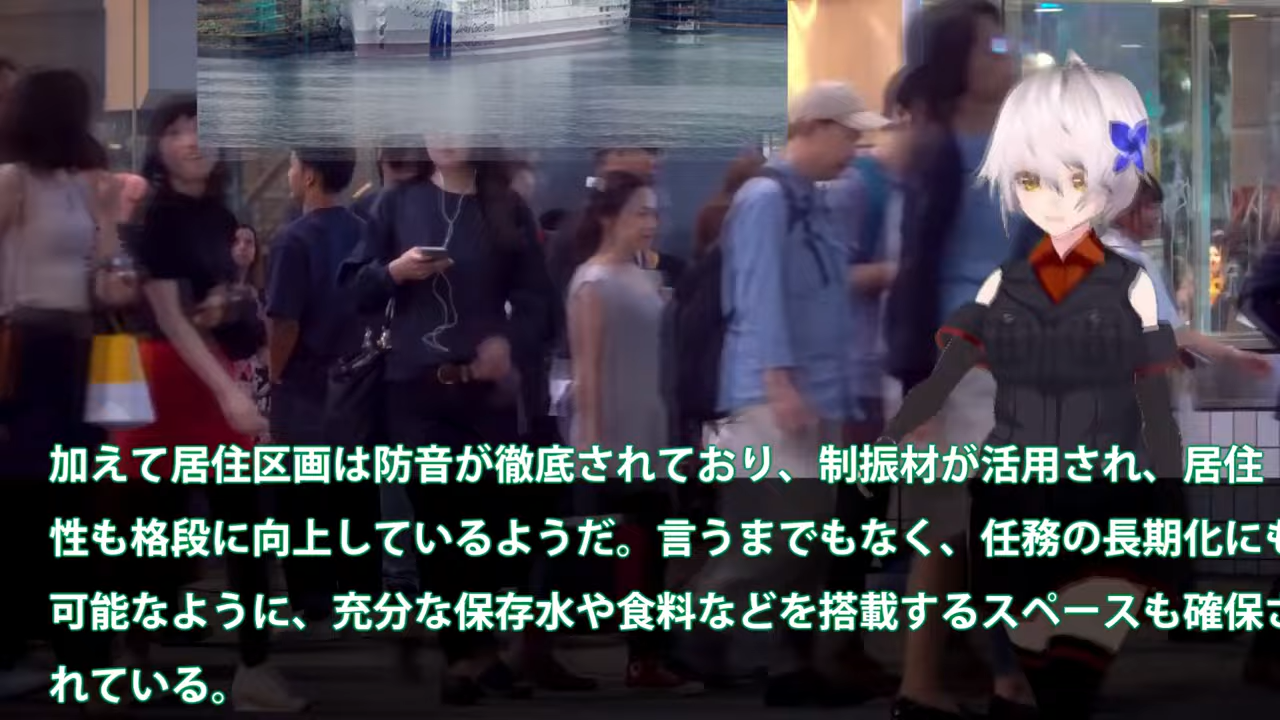 加えて居住区画は防音が徹底されており、制振材が活用され、居住
性も格段に向上しているようだ。言うまでもなく、任務の長期化にも
可能なように、充分な保存水や食料などを搭載するスペースも確保さ
れている。